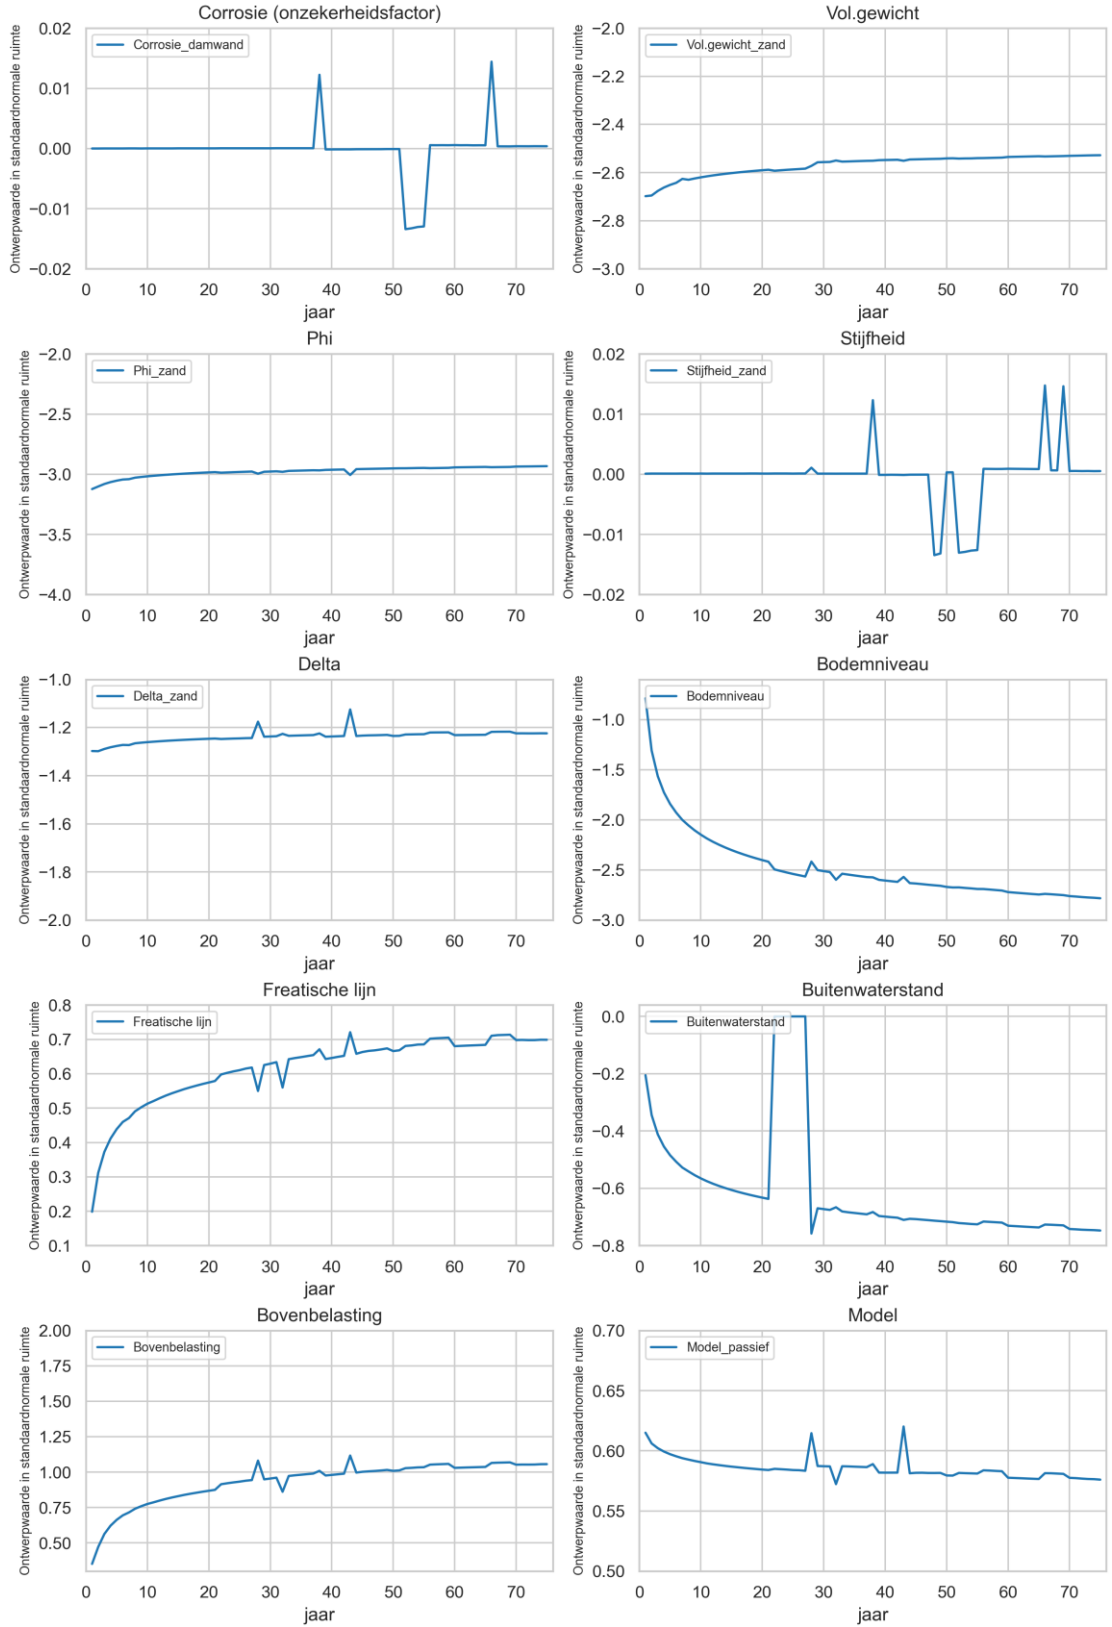 Corrosie (onzekerheidsfactor)
Ontwerpwaarde in standaardnormale ruimte
0.02
0.01
0.00
−0.01
−0.02
Corrosie_damwand
0 10 20 30 40 50 60 70
jaar
Vol.gewicht
Ontwerpwaarde in standaardnormale ruimte
−2.0
−2.2
−2.4
−2.6
−2.8
−3.0
Vol.gewicht_zand
0 10 20 30 40 50 60 70
jaar
Phi
Ontwerpwaarde in standaardnormale ruimte
−2.0
−2.5
−3.0
−3.5
−4.0
Phi_zand
0 10 20 30 40 50 60 70
jaar
Stijfheid
Ontwerpwaarde in standaardnormale ruimte
0.02
0.01
0.00
−0.01
−0.02
Stijfheid_zand
0 10 20 30 40 50 60 70
jaar
Delta
Ontwerpwaarde in standaardnormale ruimte
−1.0
−1.2
−1.4
−1.6
−1.8
−2.0
Delta_zand
0 10 20 30 40 50 60 70
jaar
Bodemniveau
Ontwerpwaarde in standaardnormale ruimte
−1.0
−1.5
−2.0
−2.5
−3.0
Bodemniveau
0 10 20 30 40 50 60 70
jaar
Freatische lijn
Ontwerpwaarde in standaardnormale ruimte
0.8
0.7
0.6
0.5
0.4
0.3
0.2
0.1
Freatische lijn
0 10 20 30 40 50 60 70
jaar
Buitenwaterstand
Ontwerpwaarde in standaardnormale ruimte
0.0
−0.2
−0.4
−0.6
−0.8
Buitenwaterstand
0 10 20 30 40 50 60 70
jaar
Bovenbelasting
Ontwerpwaarde in standaardnormale ruimte
2.00
1.75
1.50
1.25
1.00
0.75
0.50
Bovenbelasting
0 10 20 30 40 50 60 70
jaar
Model
Ontwerpwaarde in standaardnormale ruimte
0.70
0.65
0.60
0.55
0.50
Model_passief
0 10 20 30 40 50 60 70
jaar